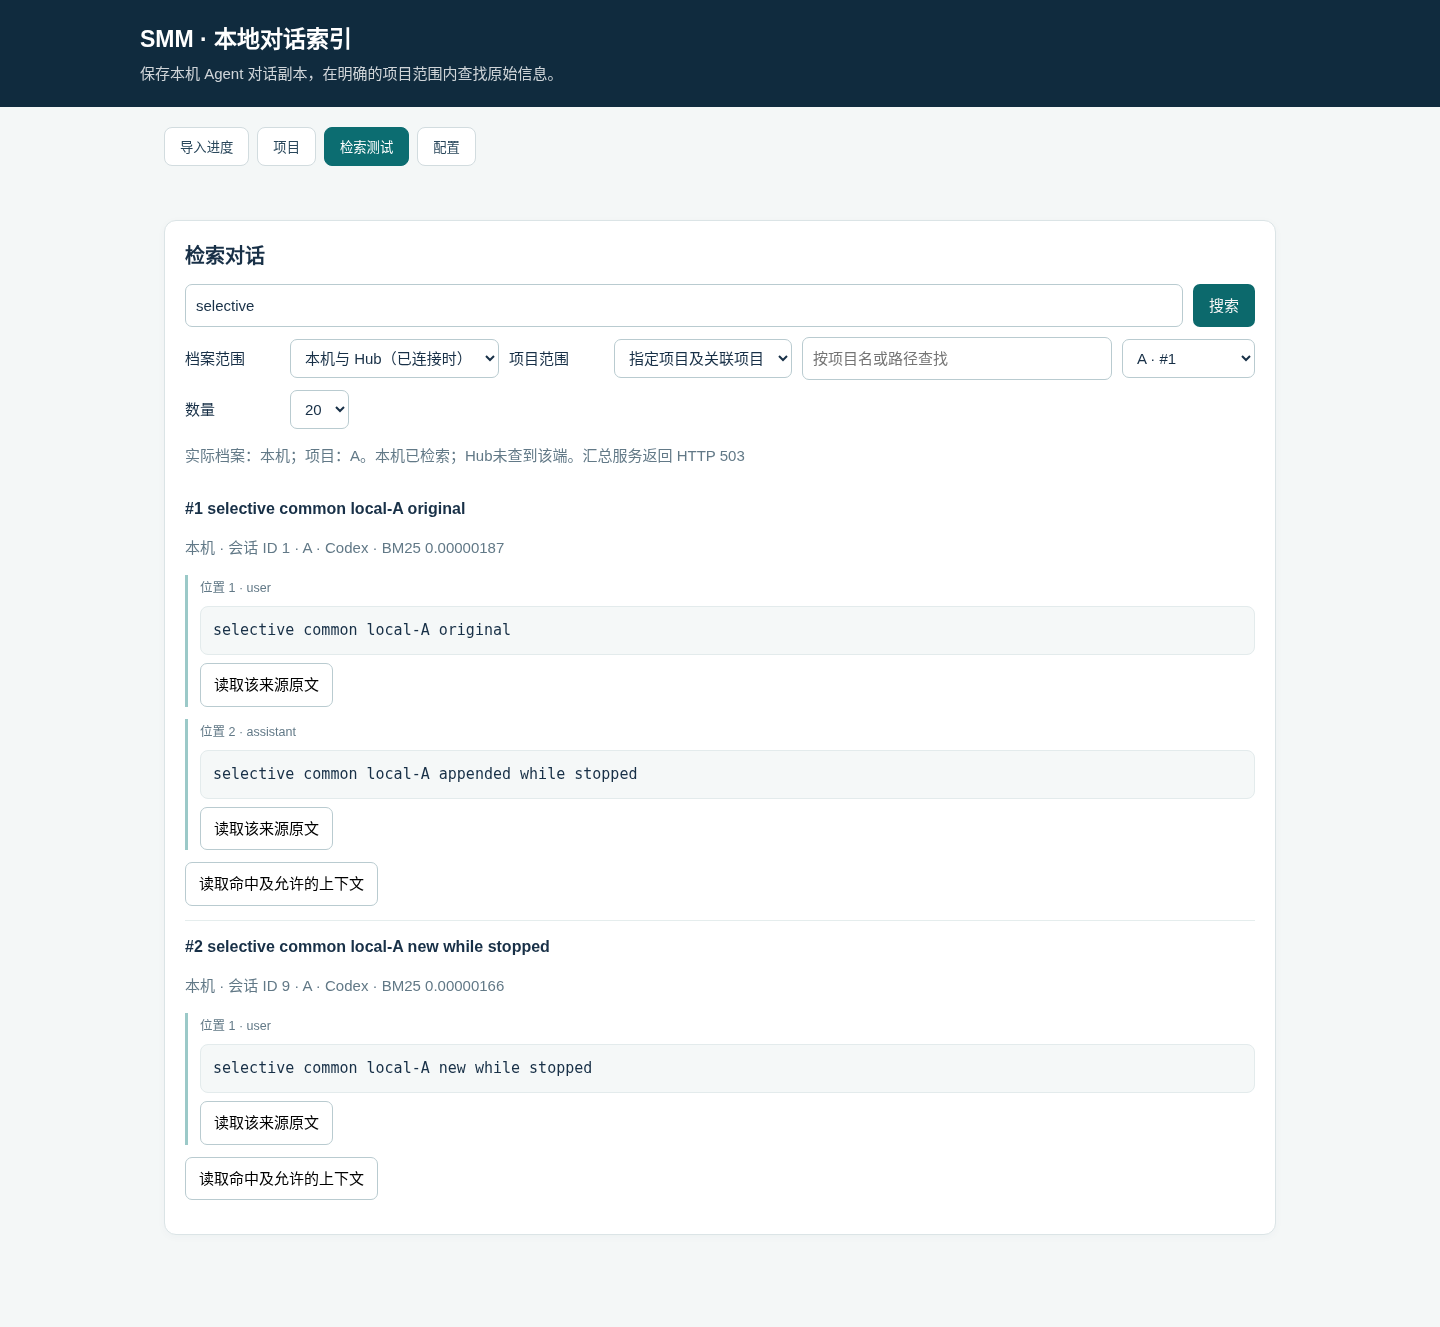 SMM · 本地对话索引
保存本机 Agent 对话副本，在明确的项目范围内查找原始信息。
导入进度 项目 检索测试 配置
检索对话
selective 搜索
档案范围 本机与 Hub（已连接时） 项目范围 指定项目及关联项目 按项目名或路径查找 A · #1
数量 20
实际档案：本机；项目：A。本机已检索；Hub未查到该端。汇总服务返回 HTTP 503
#1 selective common local-A original
本机 · 会话 ID 1 · A · Codex · BM25 0.00000187
位置 1 · user
selective common local-A original
读取该来源原文
位置 2 · assistant
selective common local-A appended while stopped
读取该来源原文
读取命中及允许的上下文
#2 selective common local-A new while stopped
本机 · 会话 ID 9 · A · Codex · BM25 0.00000166
位置 1 · user
selective common local-A new while stopped
读取该来源原文
读取命中及允许的上下文